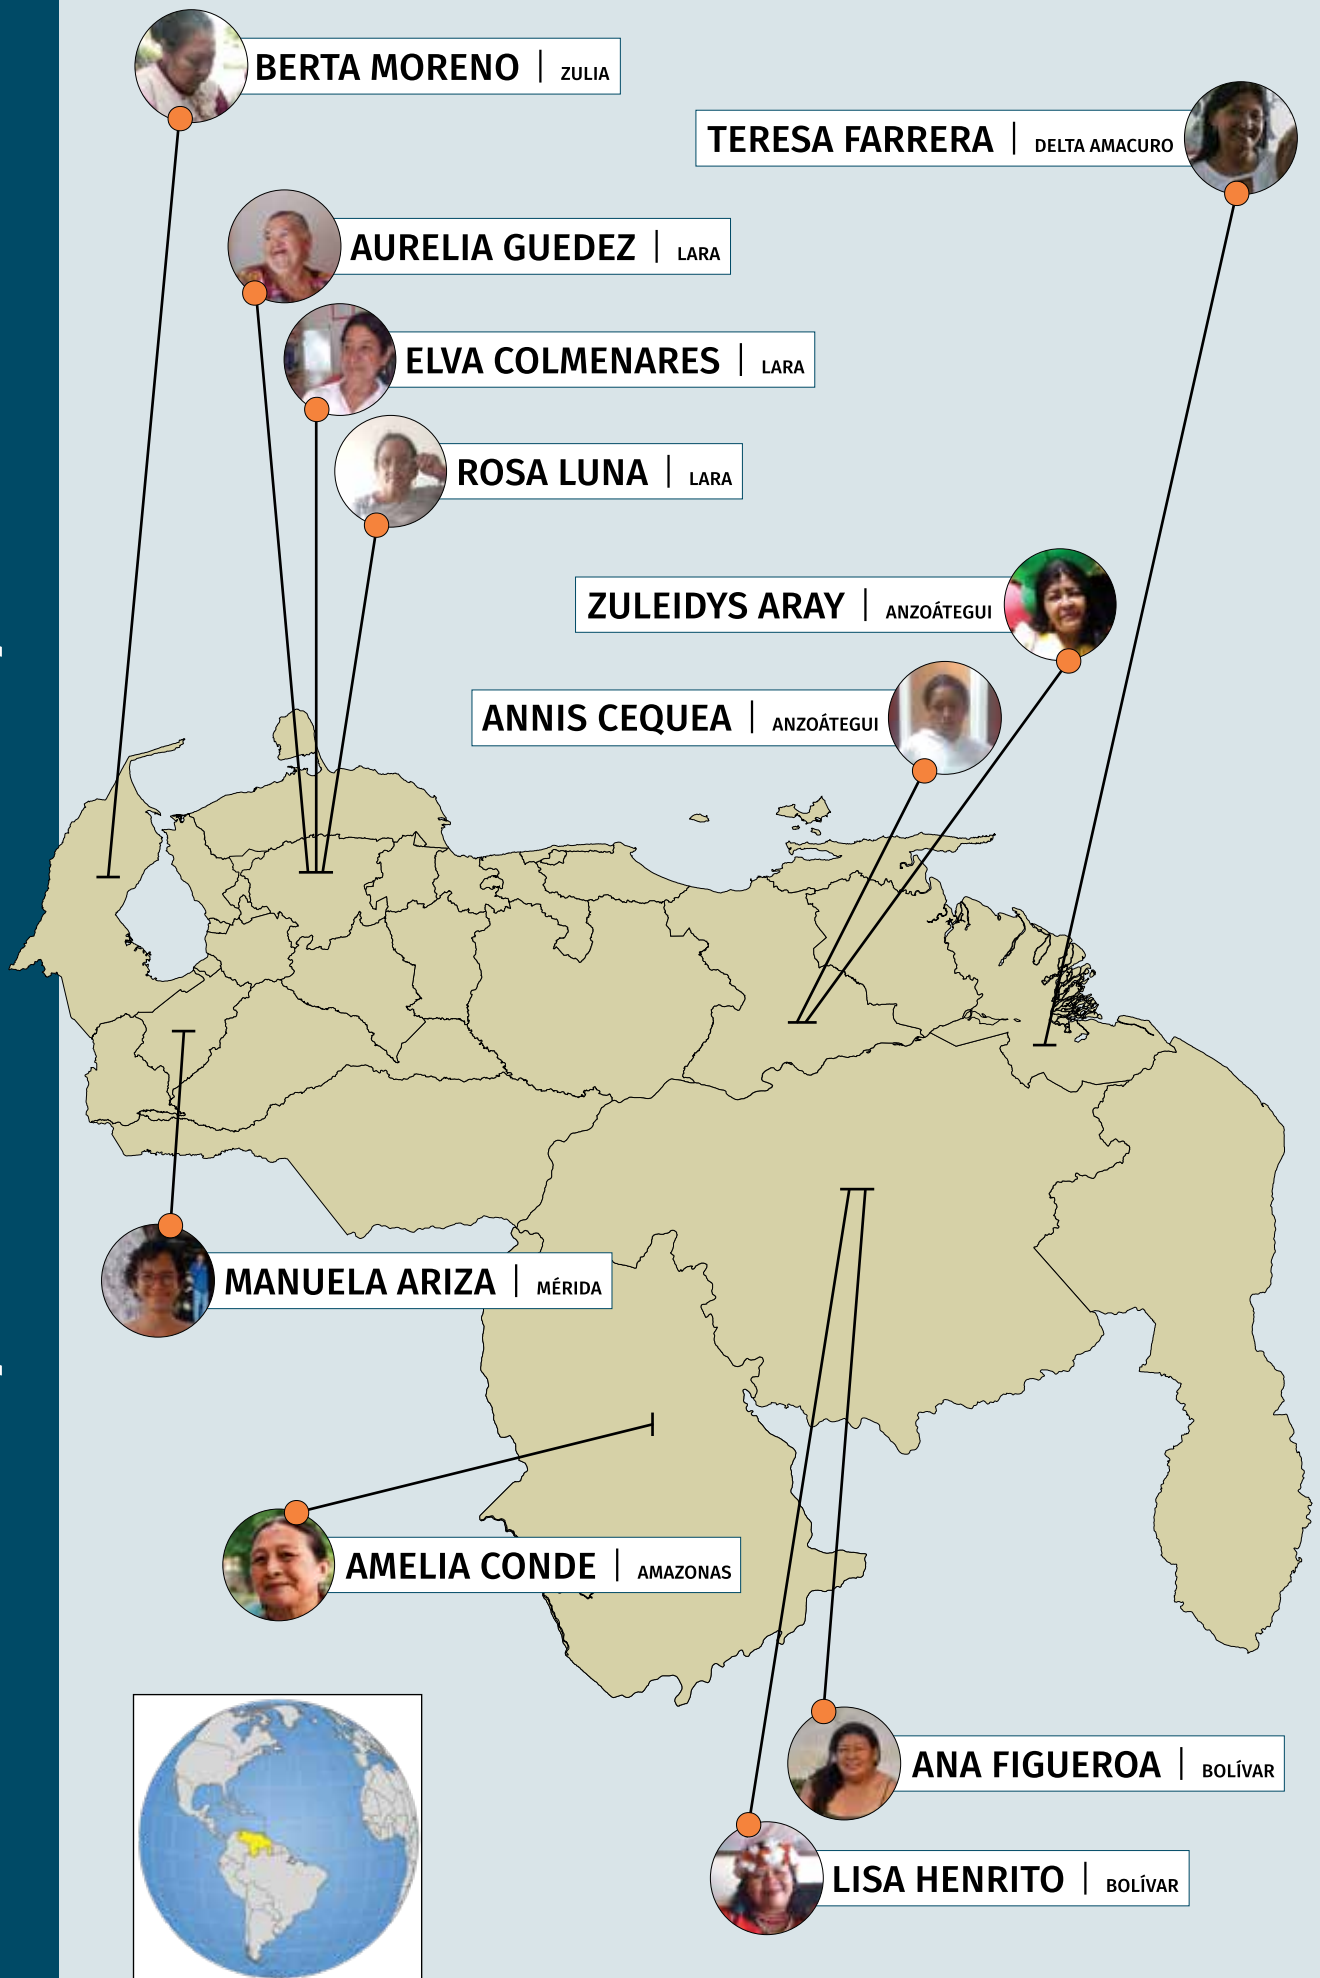 BERTA MORENO | ZULIA
TERESA FARRERA | DELTA AMACURO
AURELIA GUEDEZ | LARA
ELVA COLMENARES | LARA
ROSA LUNA | LARA
ZULEIDYS ARAY | ANZOÁTEGUI
ANNIS CEQUEA | ANZOÁTEGUI
MANUELA ARIZA | MÉRIDA
AMELIA CONDE | AMAZONAS
ANA FIGUEROA | BOLÍVAR
LISA HENRITO | BOLÍVAR